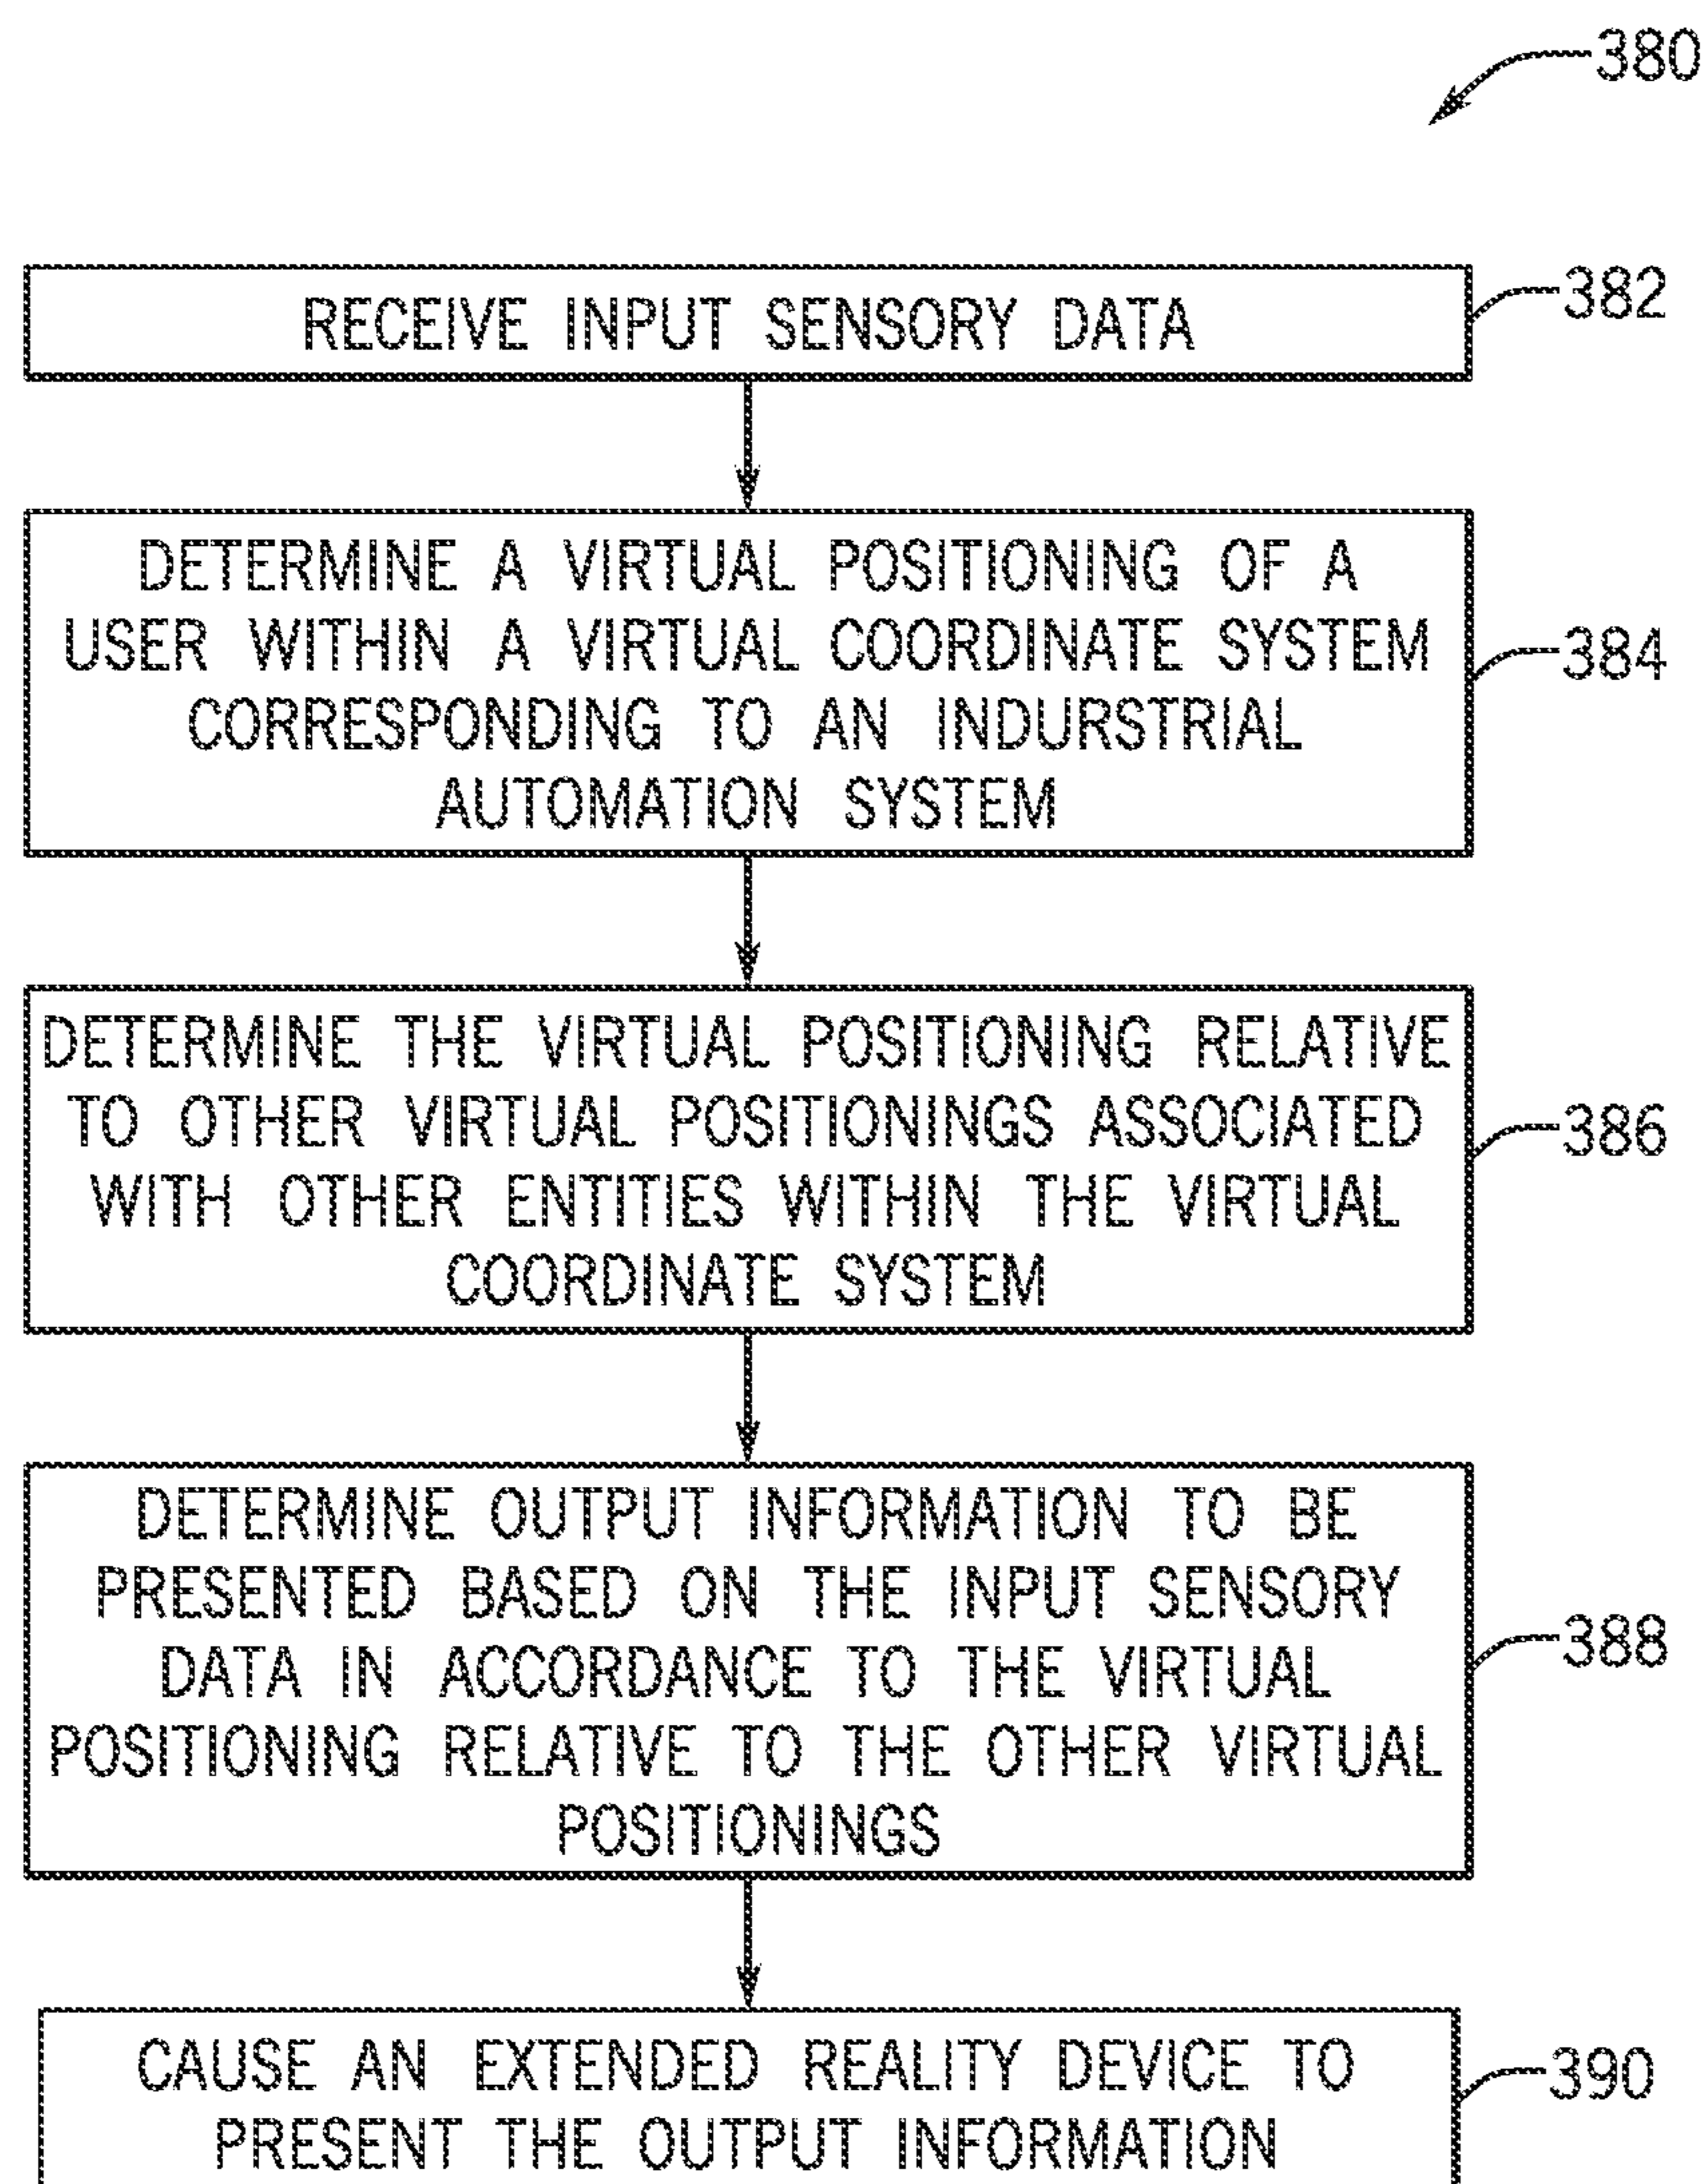 380
RECEIVE INPUT SENSORY DATA
382
DETERMINE A VIRTUAL POSITIONING OF A
USER WITHIN A VIRTUAL COORDINATE SYSTEM
CORRESPONDING TO AN INDURSTRIAL
AUTOMATION SYSTEM
384
DETERMINE THE VIRTUAL POSITIONING RELATIVE
TO OTHER VIRTUAL POSITIONINGS ASSOCIATED
WITH OTHER ENTITIES WITHIN THE VIRTUAL
COORDINATE SYSTEM
386
DETERMINE OUTPUT INFORMATION TO BE
PRESENTED BASED ON THE INPUT SENSORY
DATA IN ACCORDANCE TO THE VIRTUAL
POSITIONING RELATIVE TO THE OTHER VIRTUAL
POSITIONINGS
388
CAUSE AN EXTENDED REALITY DEVICE TO
PRESENT THE OUTPUT INFORMATION
390